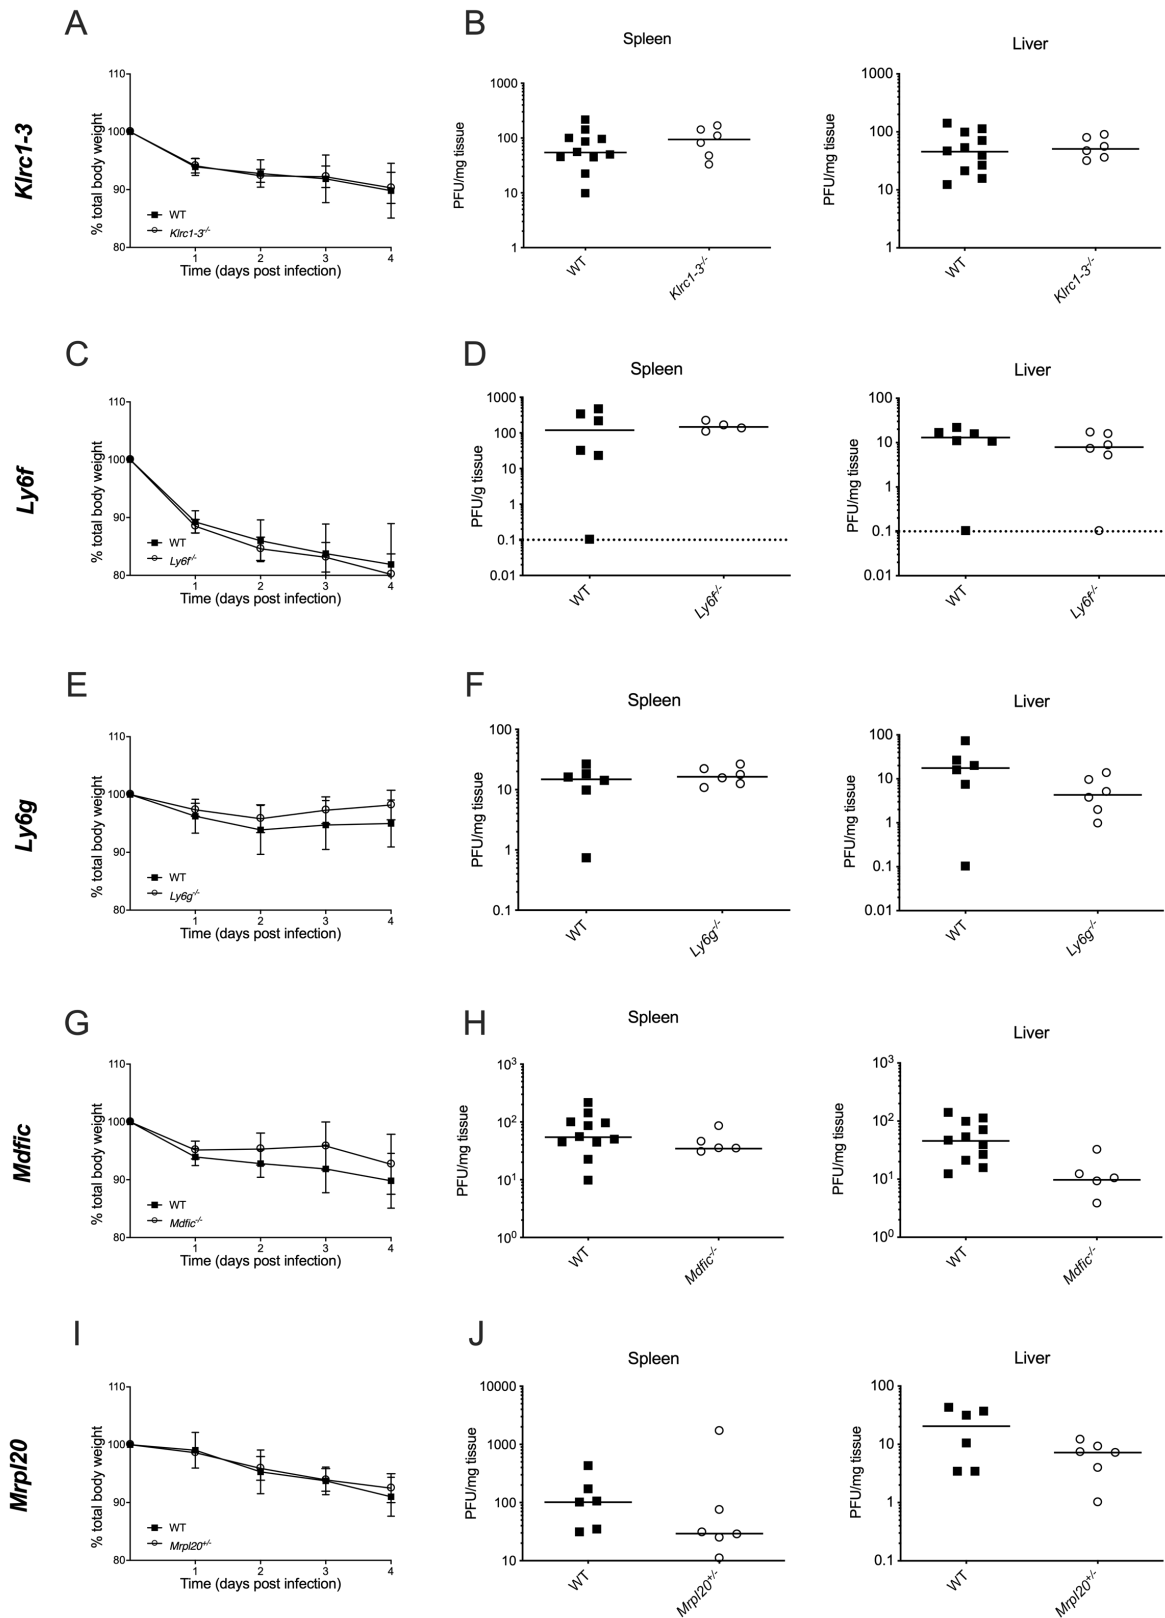 A
B
Klrc1-3
% total body weight
110
100
90
80
WT
Klrc1-3-/-
1 2 3 4
Time (days post infection)
Spleen
PFU/mg tissue
1000
100
10
1
WT
Klrc1-3-/-
Liver
PFU/mg tissue
1000
100
10
1
WT
Klrc1-3-/-
C
D
Ly6f
% total body weight
110
100
90
80
WT
Ly6f-/-
1 2 3 4
Time (days post infection)
Spleen
PFU/g tissue
1000
100
10
1
0.1
0.01
WT
Ly6f-/-
Liver
PFU/mg tissue
100
10
1
0.1
0.01
WT
Ly6f-/-
E
F
Ly6g
% total body weight
110
100
90
80
WT
Ly6g-/-
1 2 3 4
Time (days post infection)
Spleen
PFU/mg tissue
100
10
1
0.1
WT
Ly6g-/-
Liver
PFU/mg tissue
100
10
1
0.1
0.01
WT
Ly6g-/-
G
H
Mdfic
% total body weight
110
100
90
80
WT
Mdfic-/-
1 2 3 4
Time (days post infection)
Spleen
PFU/mg tissue
10³
10²
10¹
10⁰
WT
Mdfic-/-
Liver
PFU/mg tissue
10³
10²
10¹
10⁰
WT
Mdfic-/-
I
J
Mrpl20
% total body weight
110
100
90
80
WT
Mrpl20+/-
1 2 3 4
Time (days post infection)
Spleen
PFU/mg tissue
10000
1000
100
10
WT
Mrpl20+/-
Liver
PFU/mg tissue
100
10
1
0.1
WT
Mrpl20+/-